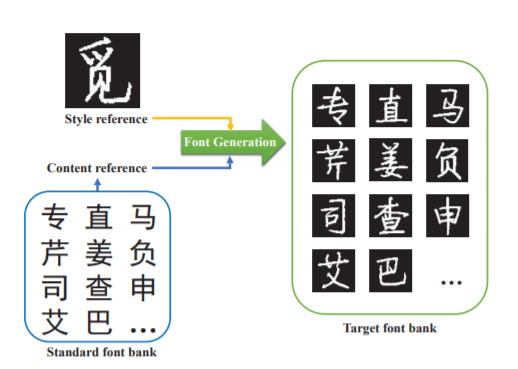 觅
Style reference
Font Generation
Content reference
专 直 马
芹 姜 负
司 查 申
艾 巴 ...
Standard font bank
专 直 马
芹 姜 负
司 查 申
艾 巴 ...
Target font bank